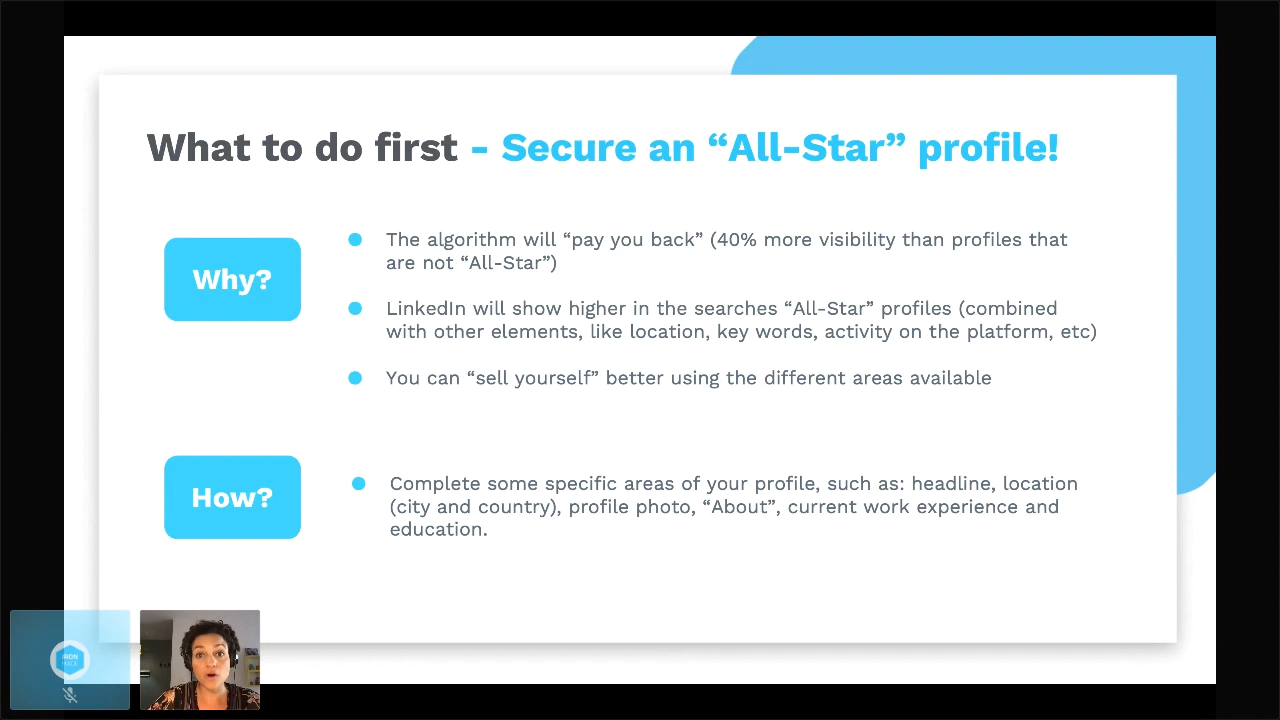 What to do first - Secure an “All-Star” profile!
Why?
The algorithm will “pay you back” (40% more visibility than profiles that
are not “All-Star”)
LinkedIn will show higher in the searches “All-Star” profiles (combined
with other elements, like location, key words, activity on the platform, etc)
You can “sell yourself” better using the different areas available
How?
Complete some specific areas of your profile, such as: headline, location
(city and country), profile photo, “About”, current work experience and
education.
IRON
HACK